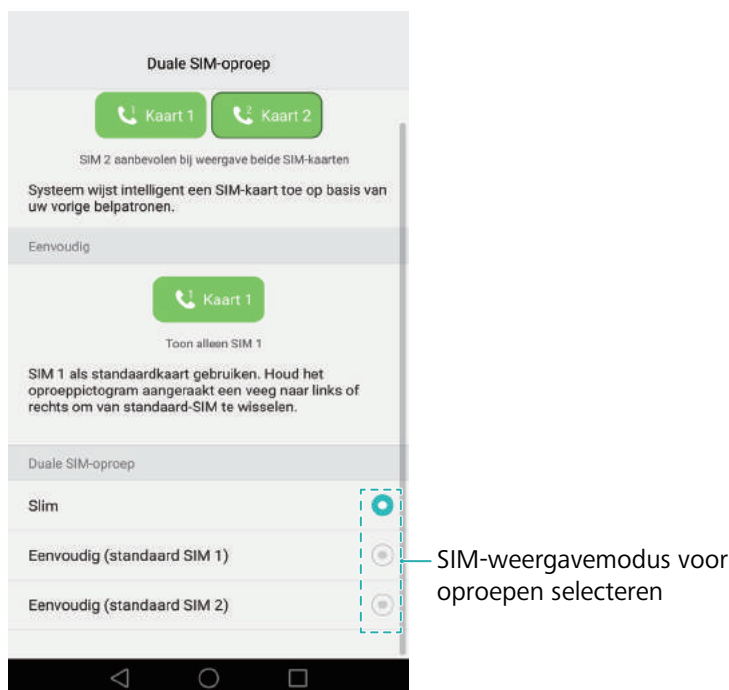 Duale SIM-oproep
1 Kaart 1
2 Kaart 2
SIM 2 aanbevolen bij weergave beide SIM-kaarten
Systeem wijst intelligent een SIM-kaart toe op basis van
uw vorige belpatronen.
Eenvoudig
1 Kaart 1
Toon alleen SIM 1
SIM 1 als standaardkaart gebruiken. Houd het
oproeppictogram aangeraakt een veeg naar links of
rechts om van standaard-SIM te wisselen.
Duale SIM-oproep
Slim
Eenvoudig (standaard SIM 1)
Eenvoudig (standaard SIM 2)
SIM-weergavemodus voor
oproepen selecteren